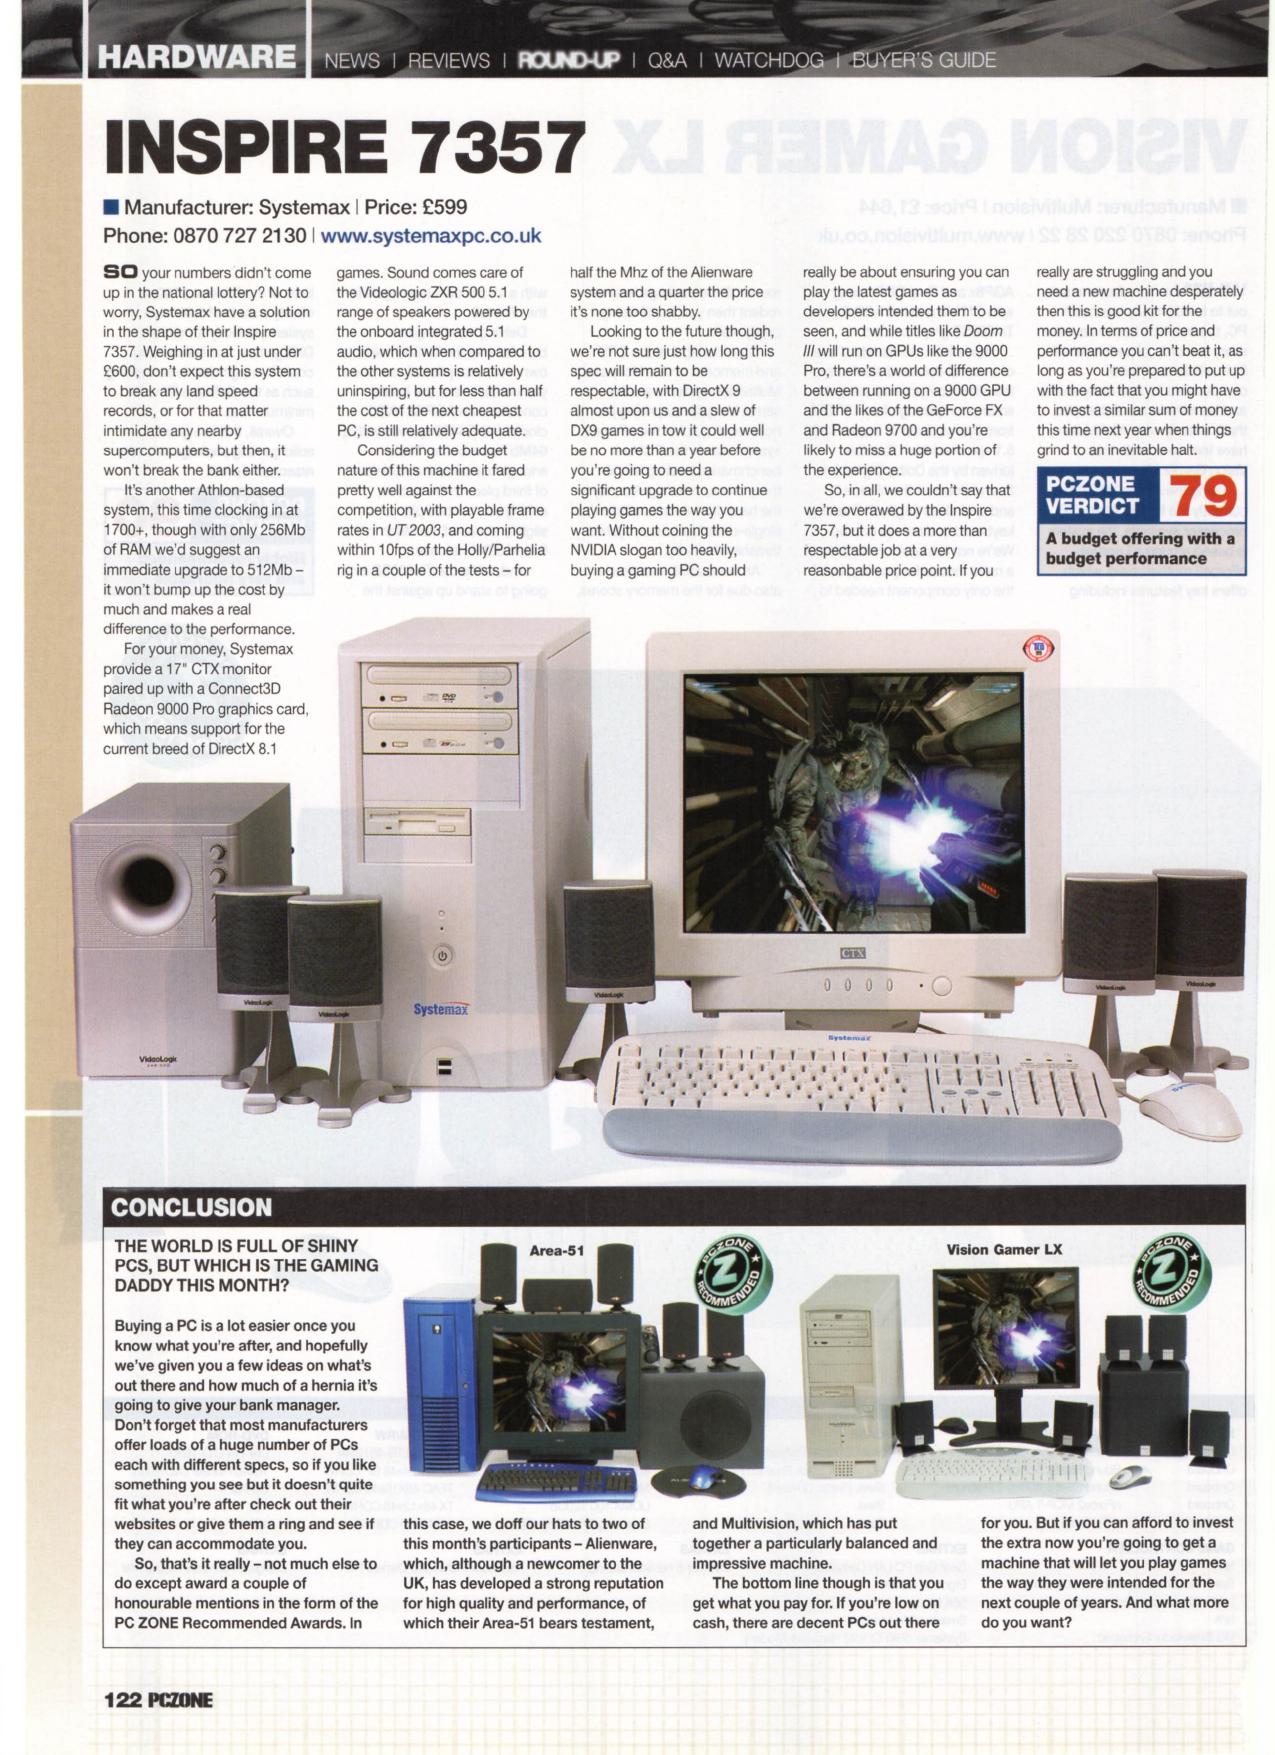 HARDWARE
NEWS | REVIEWS | ROUND-UP | Q&A | WATCHDOG | BUYER'S GUIDE
INSPIRE 7357
Manufacturer: Systemax | Price: £599
Phone: 0870 727 2130 | www.systemaxpc.co.uk
SO your numbers didn't come
up in the national lottery? Not to
worry, Systemax have a solution
in the shape of their Inspire
7357. Weighing in at just under
£600, don't expect this system
to break any land speed
records, or for that matter
intimidate any nearby
supercomputers, but then, it
won't break the bank either.
It's another Athlon-based
system, this time clocking in at
1700+, though with only 256Mb
of RAM we'd suggest an
immediate upgrade to 512Mb –
it won't bump up the cost by
much and makes a real
difference to the performance.
For your money, Systemax
provide a 17" CTX monitor
paired up with a Connect3D
Radeon 9000 Pro graphics card,
which means support for the
current breed of DirectX 8.1
games. Sound comes care of
the Videologic ZXR 500 5.1
range of speakers powered by
the onboard integrated 5.1
audio, which when compared to
the other systems is relatively
uninspiring, but for less than half
the cost of the next cheapest
PC, is still relatively adequate.
Considering the budget
nature of this machine it fared
pretty well against the
competition, with playable frame
rates in UT 2003, and coming
within 10fps of the Holly/Parhelia
rig in a couple of the tests – for
half the Mhz of the Alienware
system and a quarter the price
it's none too shabby.
Looking to the future though,
we're not sure just how long this
spec will remain to be
respectable, with DirectX 9
almost upon us and a slew of
DX9 games in tow it could well
be no more than a year before
you're going to need a
significant upgrade to continue
playing games the way you
want. Without coining the
NVIDIA slogan too heavily,
buying a gaming PC should
really be about ensuring you can
play the latest games as
developers intended them to be
seen, and while titles like Doom
III will run on GPUs like the 9000
Pro, there's a world of difference
between running on a 9000 GPU
and the likes of the GeForce FX
and Radeon 9700 and you're
likely to miss a huge portion of
the experience.
So, in all, we couldn't say that
we're overawed by the Inspire
7357, but it does a more than
respectable job at a very
reasonbable price point. If you
really are struggling and you
need a new machine desperately
then this is good kit for the
money. In terms of price and
performance you can't beat it, as
long as you're prepared to put up
with the fact that you might have
to invest a similar sum of money
this time next year when things
grind to an inevitable halt.
PCZONE
VERDICT 79
A budget offering with a
budget performance
DVD
CTX
VideoLogic
VideoLogic
VideoLogic
VideoLogic
VideoLogic
VideoLogic
Systemax
Systemax
CONCLUSION
THE WORLD IS FULL OF SHINY
PCS, BUT WHICH IS THE GAMING
DADDY THIS MONTH?
Buying a PC is a lot easier once you
know what you're after, and hopefully
we've given you a few ideas on what's
out there and how much of a hernia it's
going to give your bank manager.
Don't forget that most manufacturers
offer loads of a huge number of PCs
each with different specs, so if you like
something you see but it doesn't quite
fit what you're after check out their
websites or give them a ring and see if
they can accommodate you.
So, that's it really – not much else to
do except award a couple of
honourable mentions in the form of the
PC ZONE Recommended Awards. In
Area-51
PCZONE
Z
RECOMMENDED
Vision Gamer LX
PCZONE
Z
RECOMMENDED
this case, we doff our hats to two of
this month's participants – Alienware,
which, although a newcomer to the
UK, has developed a strong reputation
for high quality and performance, of
which their Area-51 bears testament,
and Multivision, which has put
together a particularly balanced and
impressive machine.
The bottom line though is that you
get what you pay for. If you're low on
cash, there are decent PCs out there
for you. But if you can afford to invest
the extra now you're going to get a
machine that will let you play games
the way they were intended for the
next couple of years. And what more
do you want?
122 PCZONE